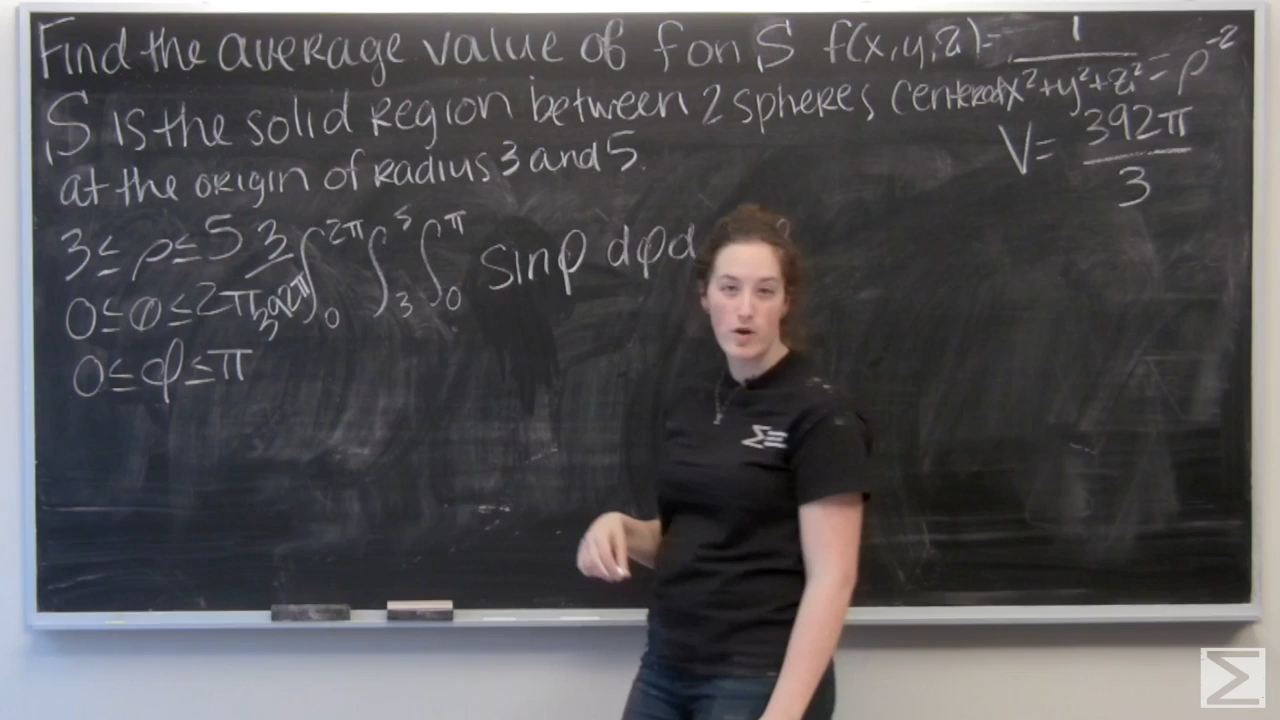 Find the average value of f on S f(x,y,z)= 1/(x²+y²+z²) = ρ⁻²
S is the solid region between 2 spheres centered
at the origin of radius 3 and 5.
V= 392π/3
3≤ρ≤5 3/392π ∫₀^2π ∫₃^5 ∫₀^π sinφ dφd
0≤θ≤2π 3
0≤φ≤π
Σ